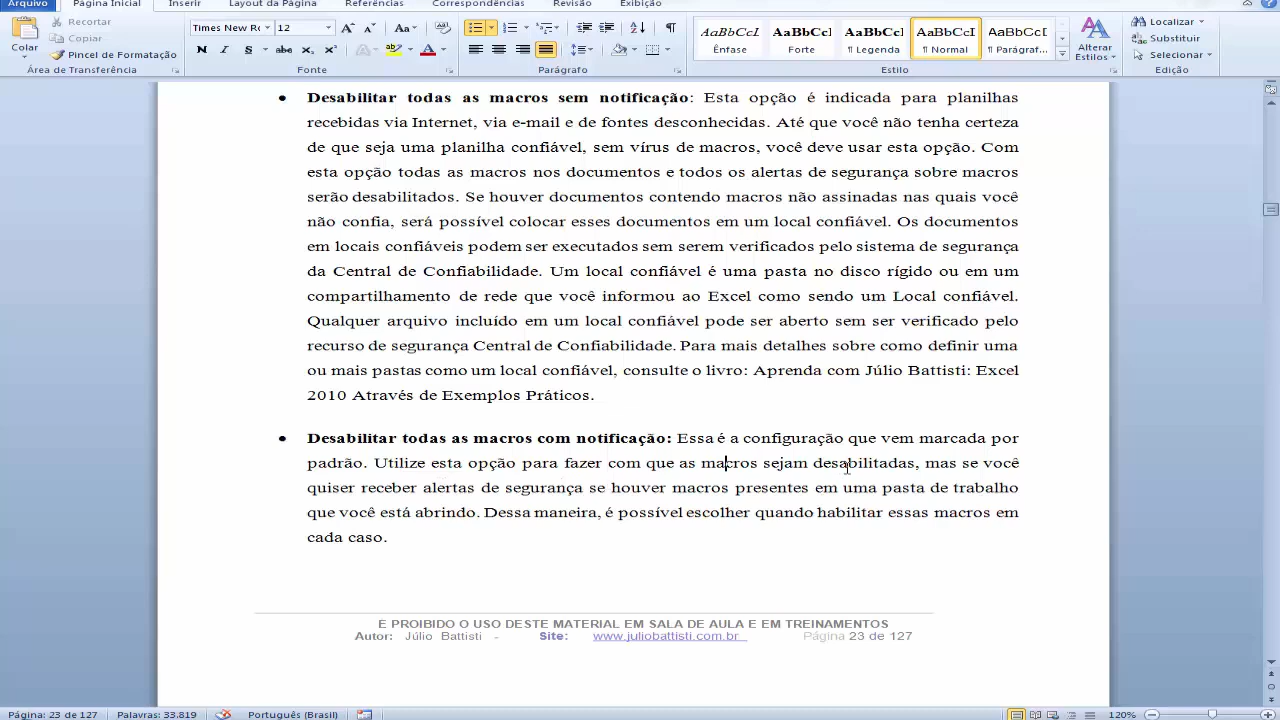 Arquivo Página Inicial Inserir Layout da Página Referências Correspondências Revisão Exibição
Recortar
Copiar
Pincel de Formatação
Colar
Área de Transferência
Times New Ro 12
N I S abc x₂ x² A ab A
Fonte
Parágrafo
AaBbCcI AaBbCcI AaBbCcI AaBbCcI AaBbCcI
Ênfase Forte ¶ Legenda ¶ Normal ¶ Parágraf...
Alterar
Estilos
Estilo
Localizar
Substituir
Selecionar
Edição
• Desabilitar todas as macros sem notificação: Esta opção é indicada para planilhas
recebidas via Internet, via e-mail e de fontes desconhecidas. Até que você não tenha certeza
de que seja uma planilha confiável, sem vírus de macros, você deve usar esta opção. Com
esta opção todas as macros nos documentos e todos os alertas de segurança sobre macros
serão desabilitados. Se houver documentos contendo macros não assinadas nas quais você
não confia, será possível colocar esses documentos em um local confiável. Os documentos
em locais confiáveis podem ser executados sem serem verificados pelo sistema de segurança
da Central de Confiabilidade. Um local confiável é uma pasta no disco rígido ou em um
compartilhamento de rede que você informou ao Excel como sendo um Local confiável.
Qualquer arquivo incluído em um local confiável pode ser aberto sem ser verificado pelo
recurso de segurança Central de Confiabilidade. Para mais detalhes sobre como definir uma
ou mais pastas como um local confiável, consulte o livro: Aprenda com Júlio Battisti: Excel
2010 Através de Exemplos Práticos.
• Desabilitar todas as macros com notificação: Essa é a configuração que vem marcada por
padrão. Utilize esta opção para fazer com que as macros sejam desabilitadas, mas se você
quiser receber alertas de segurança se houver macros presentes em uma pasta de trabalho
que você está abrindo. Dessa maneira, é possível escolher quando habilitar essas macros em
cada caso.
É PROIBIDO O USO DESTE MATERIAL EM SALA DE AULA E EM TREINAMENTOS
Autor: Júlio Battisti - Site: www.juliobattisti.com.br Página 23 de 127
Página: 23 de 127 Palavras: 33.819 Português (Brasil) 120%